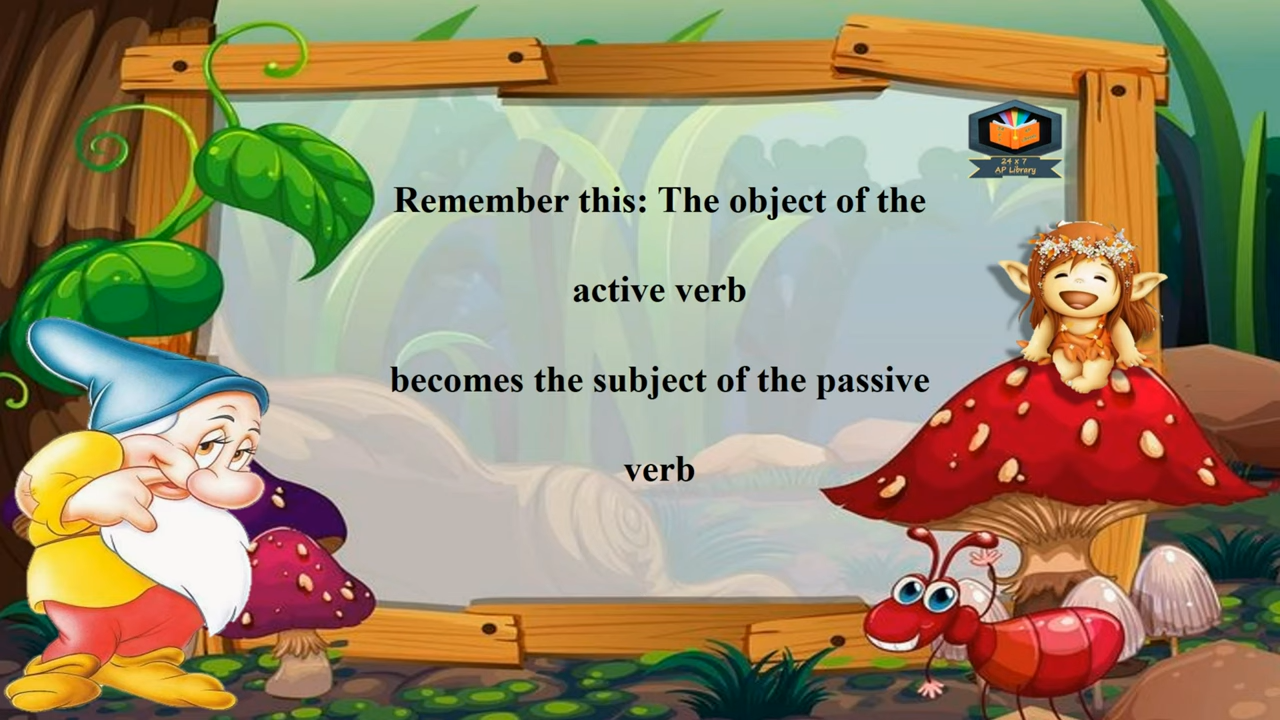 24 x 7
AP Library
Remember this: The object of the
active verb
becomes the subject of the passive
verb